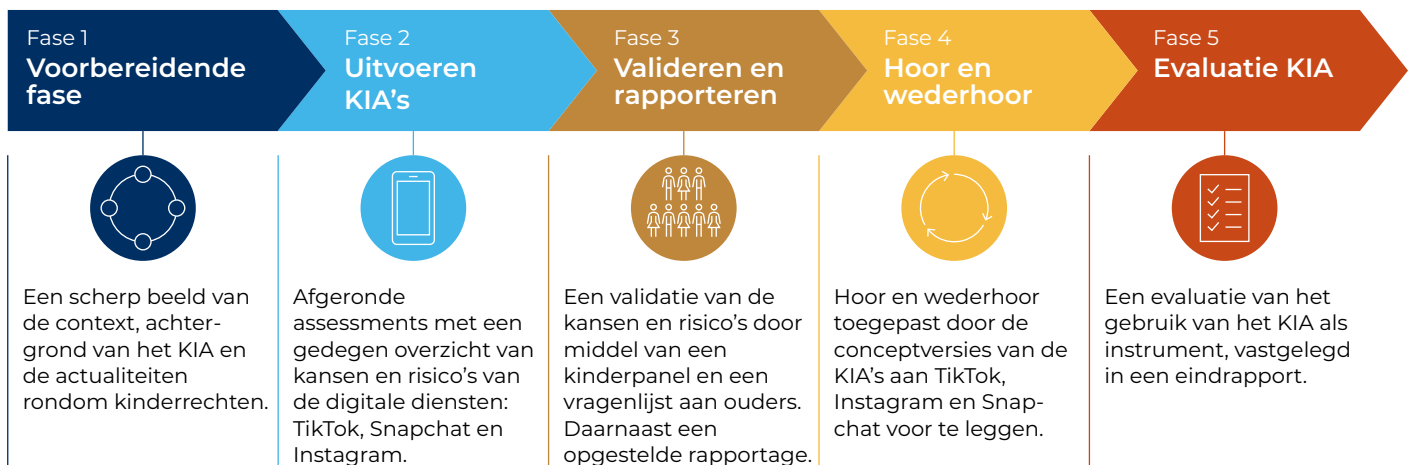 Fase 1
Voorbereidende
fase
Fase 2
Uitvoeren
KIA's
Fase 3
Valideren en
rapporteren
Fase 4
Hoor en
wederhoor
Fase 5
Evaluatie KIA
Een scherp beeld van
de context, achter-
grond van het KIA en
de actualiteiten
rondom kinderrechten.
Afgeronde
assessments met een
gedegen overzicht van
kansen en risico's van
de digitale diensten:
TikTok, Snapchat en
Instagram.
Een validatie van de
kansen en risico's door
middel van een
kinderpanel en een
vragenlijst aan ouders.
Daarnaast een
opgestelde rapportage.
Hoor en wederhoor
toegepast door de
conceptversies van de
KIA's aan TikTok,
Instagram en Snap-
chat voor te leggen.
Een evaluatie van het
gebruik van het KIA als
instrument, vastgelegd
in een eindrapport.